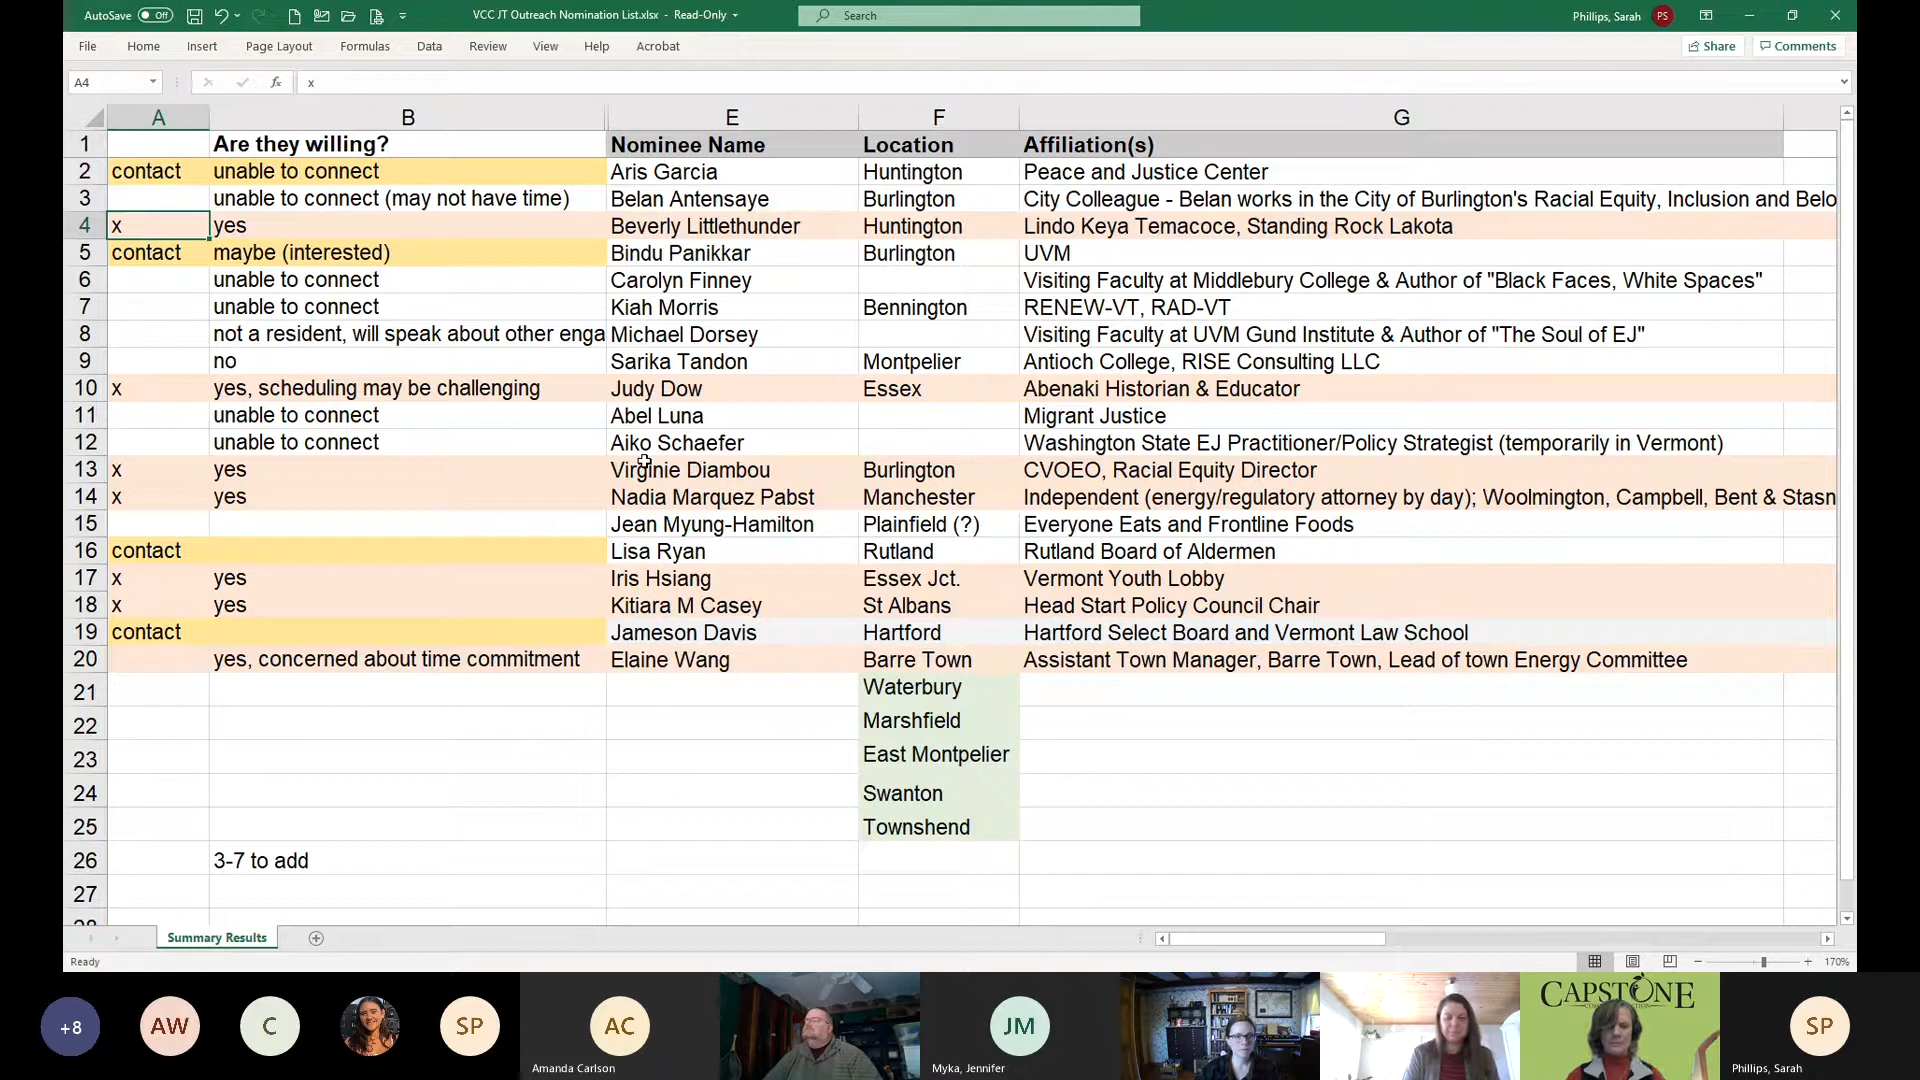 AutoSave Off VCC JT Outreach Nomination List.xlsx - Read-Only Search Phillips, Sarah PS
File Home Insert Page Layout Formulas Data Review View Help Acrobat Share Comments
A4 fx x
A B E F G
1 Are they willing? Nominee Name Location Affiliation(s)
2 contact unable to connect Aris Garcia Huntington Peace and Justice Center
3 unable to connect (may not have time) Belan Antensaye Burlington City Colleague - Belan works in the City of Burlington's Racial Equity, Inclusion and Belo
4 x yes Beverly Littlethunder Huntington Lindo Keya Temacoce, Standing Rock Lakota
5 contact maybe (interested) Bindu Panikkar Burlington UVM
6 unable to connect Carolyn Finney Visiting Faculty at Middlebury College & Author of "Black Faces, White Spaces"
7 unable to connect Kiah Morris Bennington RENEW-VT, RAD-VT
8 not a resident, will speak about other enga Michael Dorsey Visiting Faculty at UVM Gund Institute & Author of "The Soul of EJ"
9 no Sarika Tandon Montpelier Antioch College, RISE Consulting LLC
10 x yes, scheduling may be challenging Judy Dow Essex Abenaki Historian & Educator
11 unable to connect Abel Luna Migrant Justice
12 unable to connect Aiko Schaefer Washington State EJ Practitioner/Policy Strategist (temporarily in Vermont)
13 x yes Virginie Diambou Burlington CVOEO, Racial Equity Director
14 x yes Nadia Marquez Pabst Manchester Independent (energy/regulatory attorney by day); Woolmington, Campbell, Bent & Stasn
15 Jean Myung-Hamilton Plainfield (?) Everyone Eats and Frontline Foods
16 contact Lisa Ryan Rutland Rutland Board of Aldermen
17 x yes Iris Hsiang Essex Jct. Vermont Youth Lobby
18 x yes Kitiara M Casey St Albans Head Start Policy Council Chair
19 contact Jameson Davis Hartford Hartford Select Board and Vermont Law School
20 yes, concerned about time commitment Elaine Wang Barre Town Assistant Town Manager, Barre Town, Lead of town Energy Committee
21 Waterbury
22 Marshfield
23 East Montpelier
24 Swanton
25 Townshend
26 3-7 to add
27
28
Summary Results
Ready 170%
+8 AW C SP AC JM CAPSTONE SP
Amanda Carlson Myka, Jennifer Phillips, Sarah